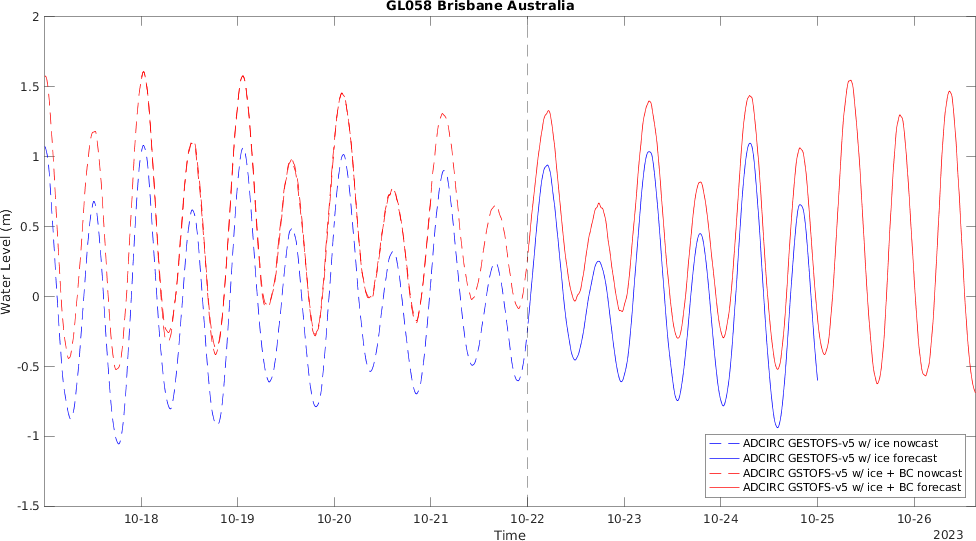 GL058 Brisbane Australia
2
1.5
1
0.5
0
-0.5
-1
-1.5
Water Level (m)
ADCIRC GESTOFS-v5 w/ ice nowcast
ADCIRC GESTOFS-v5 w/ ice forecast
ADCIRC GSTOFS-v5 w/ ice + BC nowcast
ADCIRC GSTOFS-v5 w/ ice + BC forecast
10-18 10-19 10-20 10-21 10-22 10-23 10-24 10-25 10-26
Time
2023